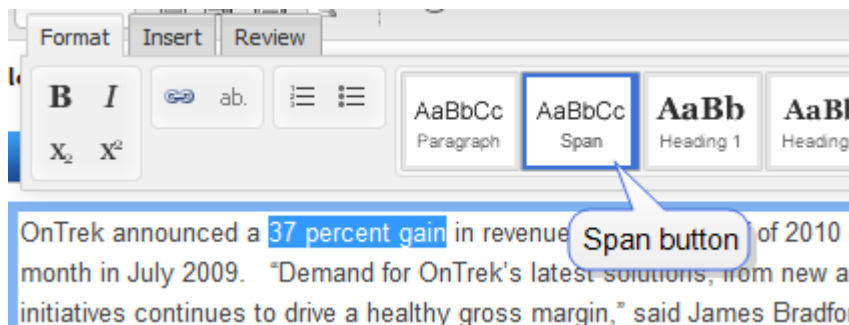 Format Insert Review
B I ab.
X₂ X²
AaBbCc AaBbCc AaBb
Paragraph Span Heading 1 Heading
Span button
OnTrek announced a 37 percent gain in revenue of 2010
month in July 2009. “Demand for OnTrek’s latest solutions, from new a
initiatives continues to drive a healthy gross margin,” said James